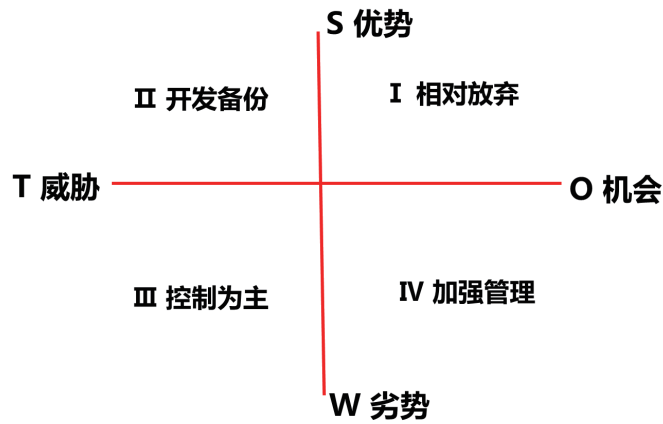 S 优势
II 开发备份
I 相对放弃
T 威胁
O 机会
III 控制为主
IV 加强管理
W 劣势